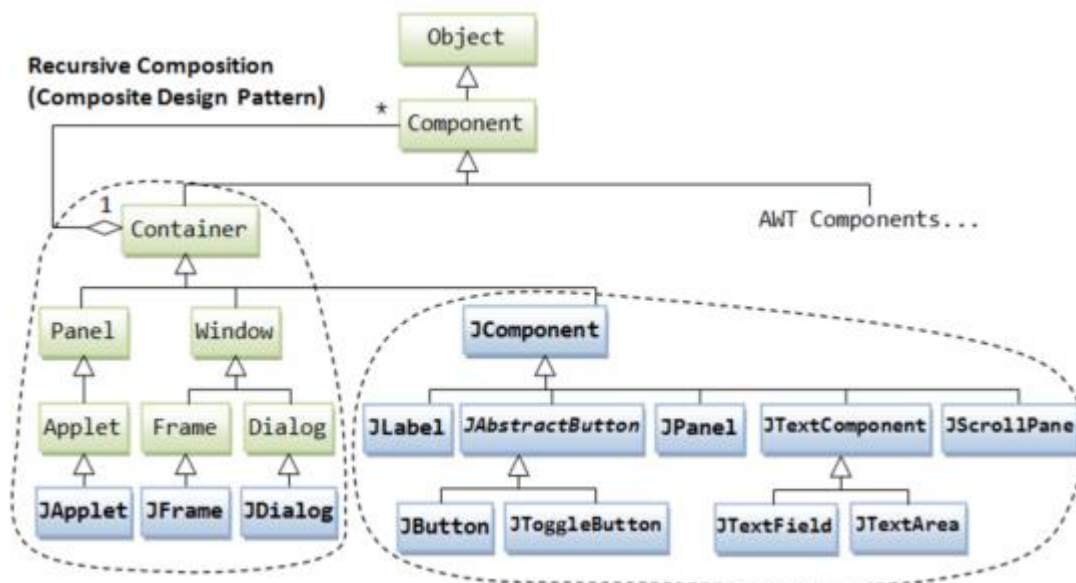 Object
Recursive Composition
(Composite Design Pattern)
*
Component
1
Container
AWT Components...
Panel
Window
JComponent
Applet
Frame
Dialog
JLabel
JAbstractButton
JPanel
JTextComponent
JScrollPane
JApplet
JFrame
JDialog
JButton
JToggleButton
JTextField
JTextArea